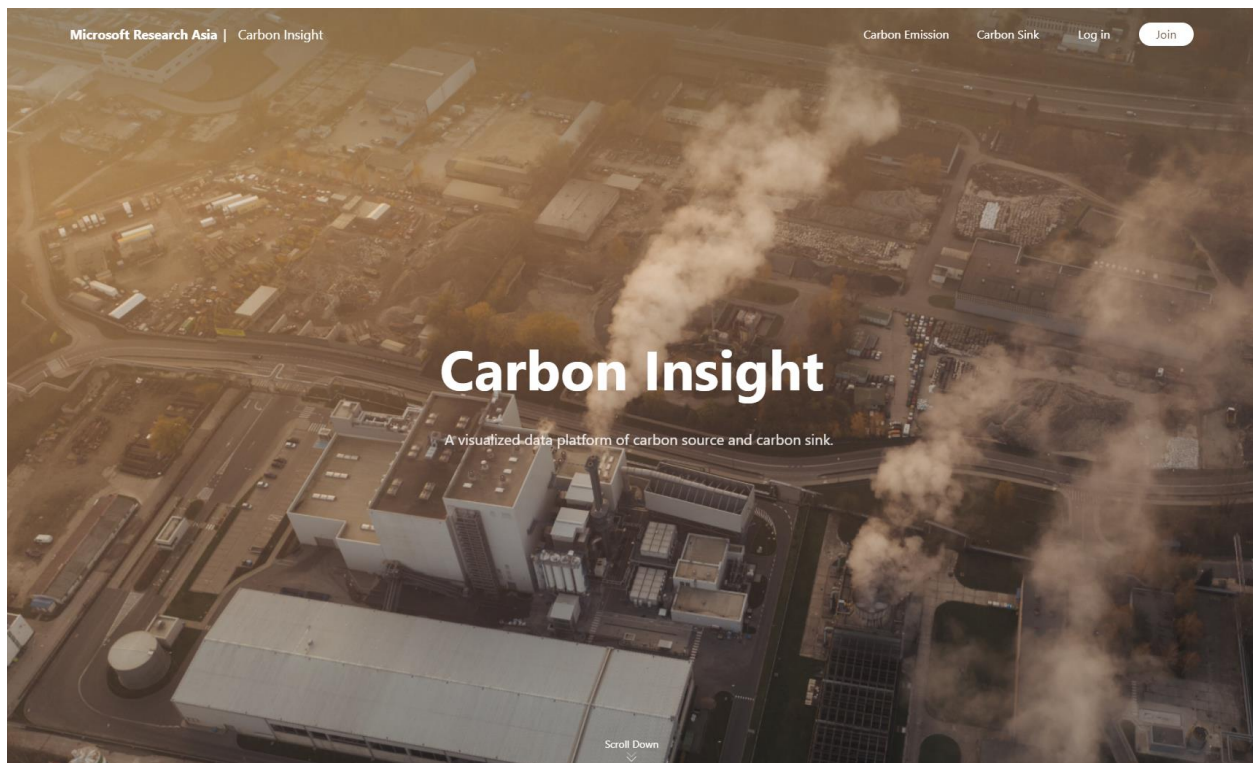 Microsoft Research Asia | Carbon Insight
Carbon Emission
Carbon Sink
Log in
Join
Carbon Insight
A visualized data platform of carbon source and carbon sink.
Scroll Down